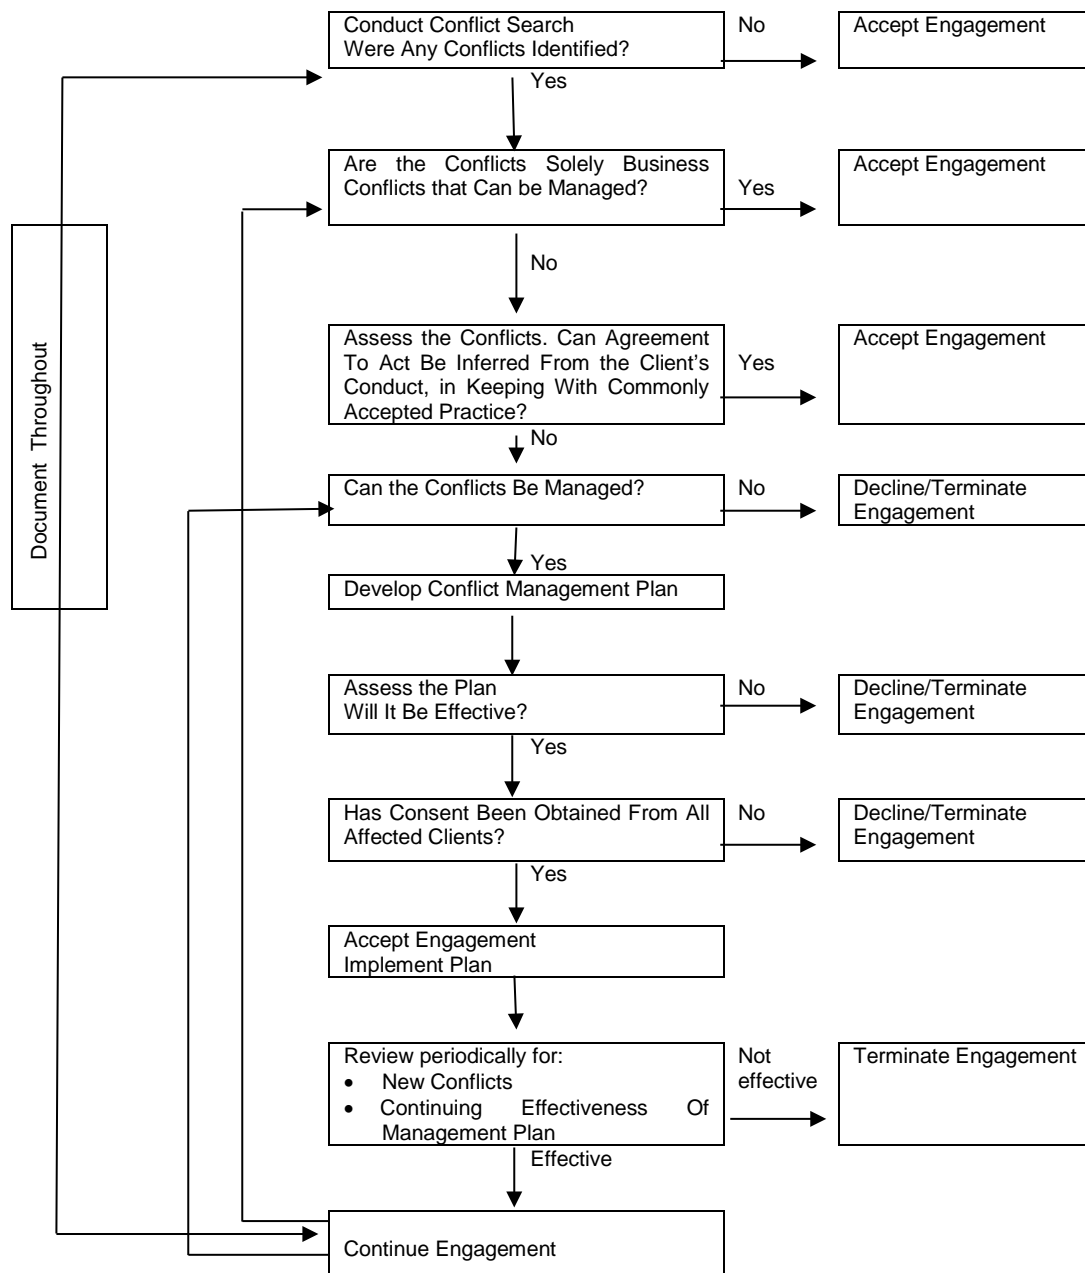 Conduct Conflict Search
Were Any Conflicts Identified?
No
Accept Engagement
Yes
Are the Conflicts Solely Business
Conflicts that Can be Managed?
Yes
Accept Engagement
No
Document Throughout
Assess the Conflicts. Can Agreement
To Act Be Inferred From the Client’s
Conduct, in Keeping With Commonly
Accepted Practice?
Yes
Accept Engagement
No
Can the Conflicts Be Managed?
No
Decline/Terminate
Engagement
Yes
Develop Conflict Management Plan
Assess the Plan
Will It Be Effective?
No
Decline/Terminate
Engagement
Yes
Has Consent Been Obtained From All
Affected Clients?
No
Decline/Terminate
Engagement
Yes
Accept Engagement
Implement Plan
Review periodically for:
• New Conflicts
• Continuing Effectiveness Of
Management Plan
Not
effective
Terminate Engagement
Effective
Continue Engagement